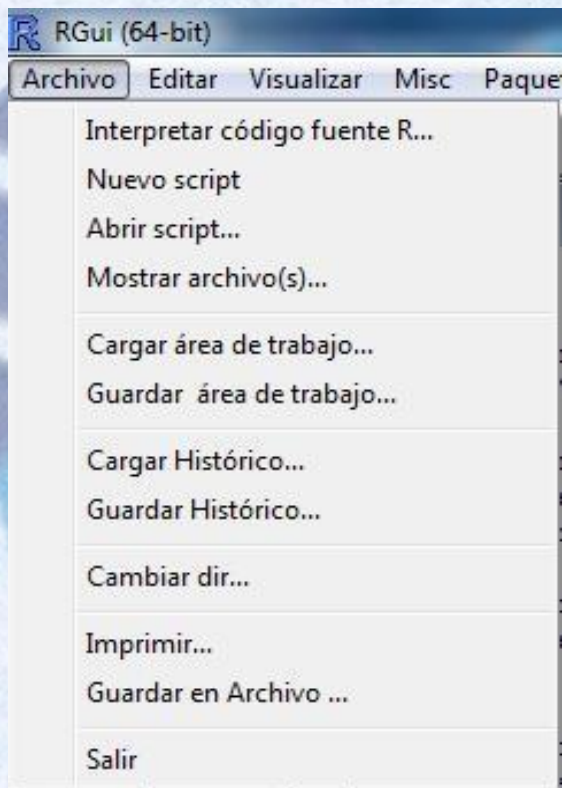 RGui (64-bit)
Archivo Editar Visualizar Misc
Interpretar código fuente R...
Nuevo script
Abrir script...
Mostrar archivo(s)...
Cargar área de trabajo...
Guardar área de trabajo...
Cargar Histórico...
Guardar Histórico...
Cambiar dir...
Imprimir...
Guardar en Archivo ...
Salir